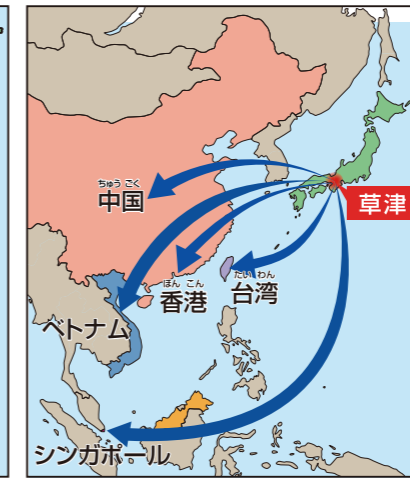 草津
ちゅうごく
中国
ほんこん
香港
たいわん
台湾
ベトナム
シンガポール